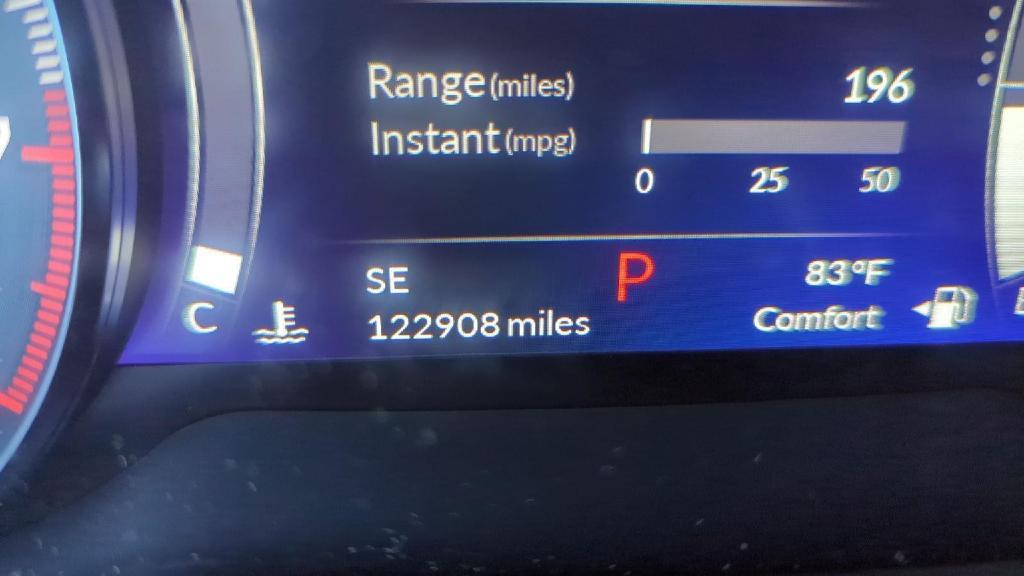 Range (miles) 196
Instant (mpg)
0 25 50
SE P 83°F
C 122908 miles Comfort